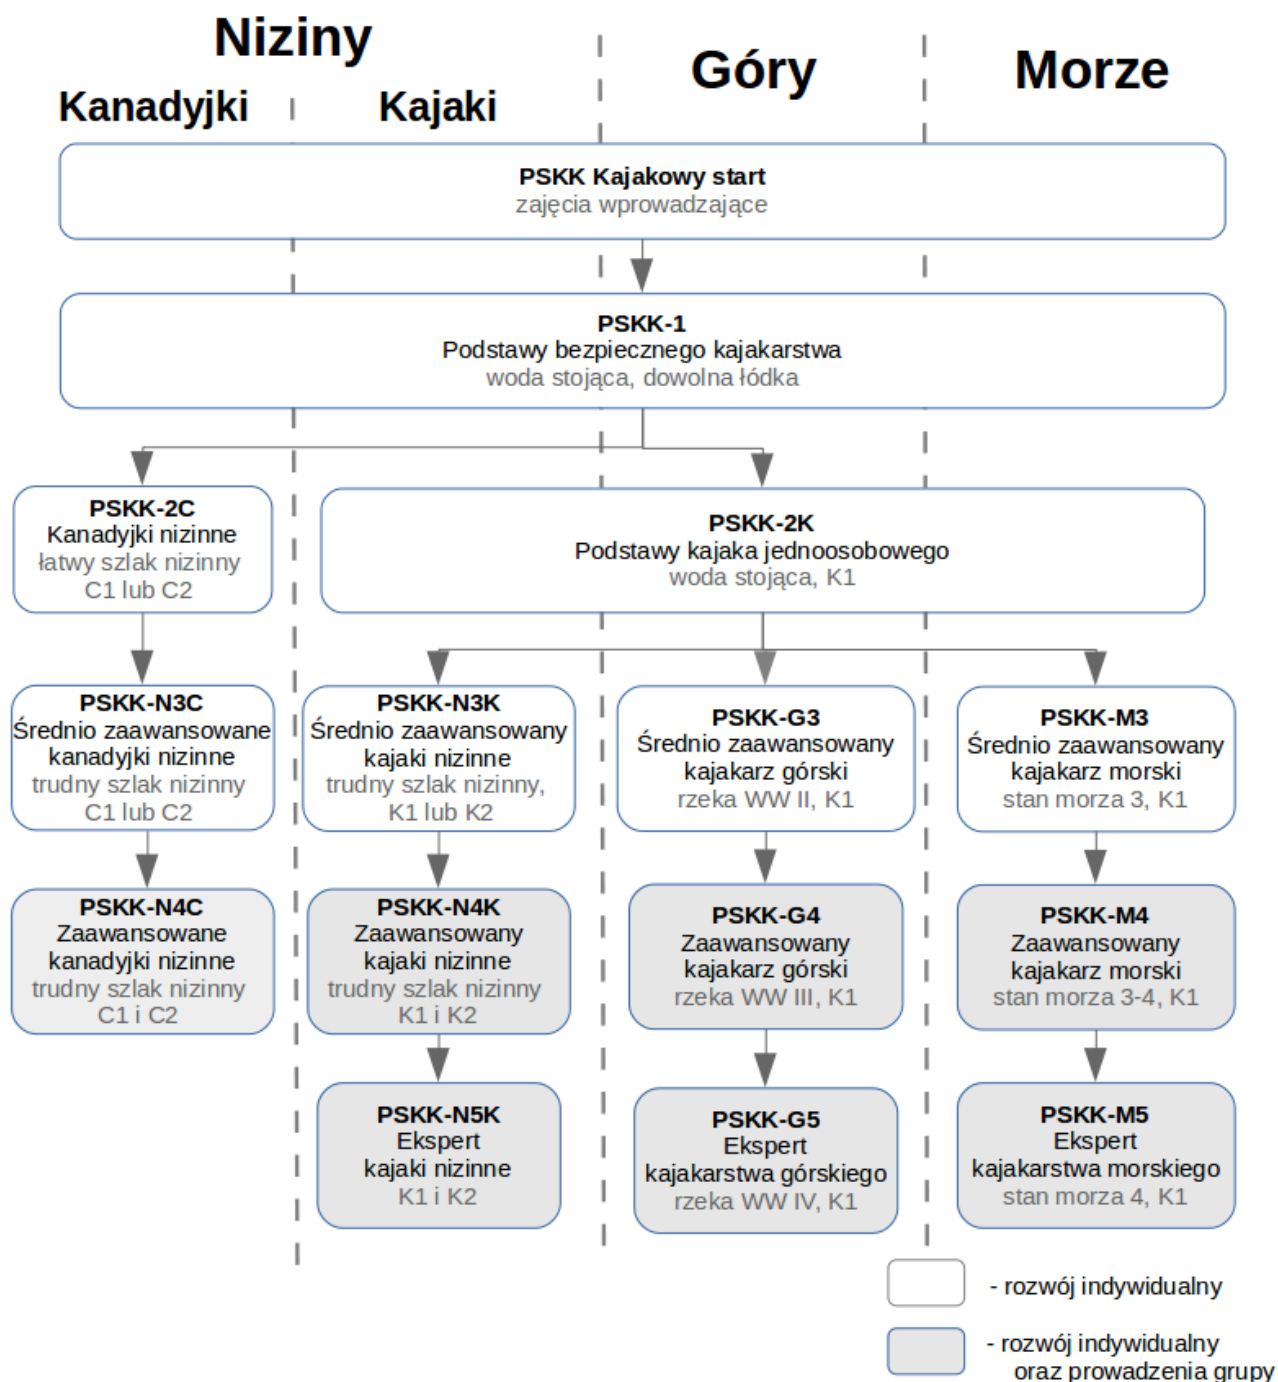 Niziny
Góry
Morze
Kanadyjki
Kajaki
PSKK Kajakowy start
zajęcia wprowadzające
PSKK-1
Podstawy bezpiecznego kajakarstwa
woda stojąca, dowolna łódka
PSKK-2C
Kanadyjki nizinne
łatwy szlak nizinny
C1 lub C2
PSKK-2K
Podstawy kajaka jednoosobowego
woda stojąca, K1
PSKK-N3C
Średnio zaawansowane
kanadyjki nizinne
trudny szlak nizinny
C1 lub C2
PSKK-N3K
Średnio zaawansowany
kajaki nizinne
trudny szlak nizinny,
K1 lub K2
PSKK-G3
Średnio zaawansowany
kajakarz górski
rzeka WW II, K1
PSKK-M3
Średnio zaawansowany
kajakarz morski
stan morza 3, K1
PSKK-N4C
Zaawansowane
kanadyjki nizinne
trudny szlak nizinny
C1 i C2
PSKK-N4K
Zaawansowany
kajaki nizinne
trudny szlak nizinny
K1 i K2
PSKK-G4
Zaawansowany
kajakarz górski
rzeka WW III, K1
PSKK-M4
Zaawansowany
kajakarz morski
stan morza 3-4, K1
PSKK-N5K
Ekspert
kajaki nizinne
K1 i K2
PSKK-G5
Ekspert
kajakarstwa górskiego
rzeka WW IV, K1
PSKK-M5
Ekspert
kajakarstwa morskiego
stan morza 4, K1
- rozwój indywidualny
- rozwój indywidualny
oraz prowadzenia grupy